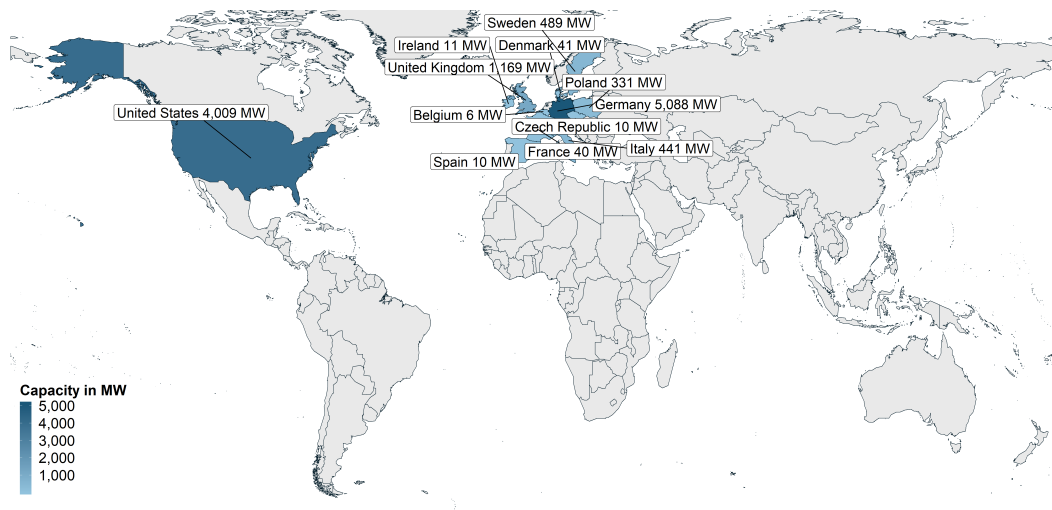 Sweden 489 MW
Ireland 11 MW
Denmark 41 MW
United Kingdom 1,169 MW
Poland 331 MW
Germany 5,088 MW
United States 4,009 MW
Belgium 6 MW
Czech Republic 10 MW
Italy 441 MW
France 40 MW
Spain 10 MW
Capacity in MW
5,000
4,000
3,000
2,000
1,000